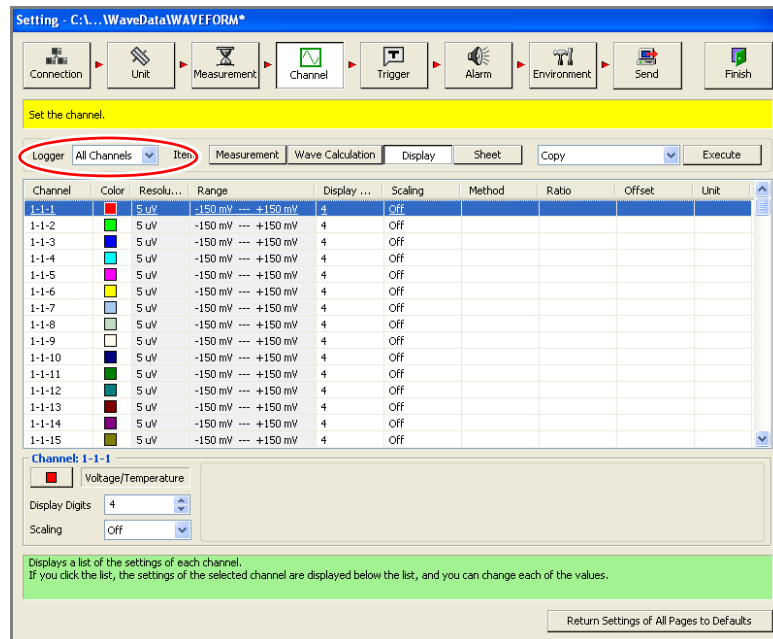 Setting - C:\...\WaveData\WAVEFORM*
Connection Unit Measurement Channel Trigger Alarm Environment Send Finish
Set the channel.
Logger All Channels Item Measurement Wave Calculation Display Sheet Copy Execute
Channel Color Resolu... Range Display ... Scaling Method Ratio Offset Unit
1-1-1 5 uV -150 mV --- +150 mV 4 Off
1-1-2 5 uV -150 mV --- +150 mV 4 Off
1-1-3 5 uV -150 mV --- +150 mV 4 Off
1-1-4 5 uV -150 mV --- +150 mV 4 Off
1-1-5 5 uV -150 mV --- +150 mV 4 Off
1-1-6 5 uV -150 mV --- +150 mV 4 Off
1-1-7 5 uV -150 mV --- +150 mV 4 Off
1-1-8 5 uV -150 mV --- +150 mV 4 Off
1-1-9 5 uV -150 mV --- +150 mV 4 Off
1-1-10 5 uV -150 mV --- +150 mV 4 Off
1-1-11 5 uV -150 mV --- +150 mV 4 Off
1-1-12 5 uV -150 mV --- +150 mV 4 Off
1-1-13 5 uV -150 mV --- +150 mV 4 Off
1-1-14 5 uV -150 mV --- +150 mV 4 Off
1-1-15 5 uV -150 mV --- +150 mV 4 Off
Channel: 1-1-1
Voltage/Temperature
Display Digits 4
Scaling Off
Displays a list of the settings of each channel.
If you click the list, the settings of the selected channel are displayed below the list, and you can change each of the values.
Return Settings of All Pages to Defaults